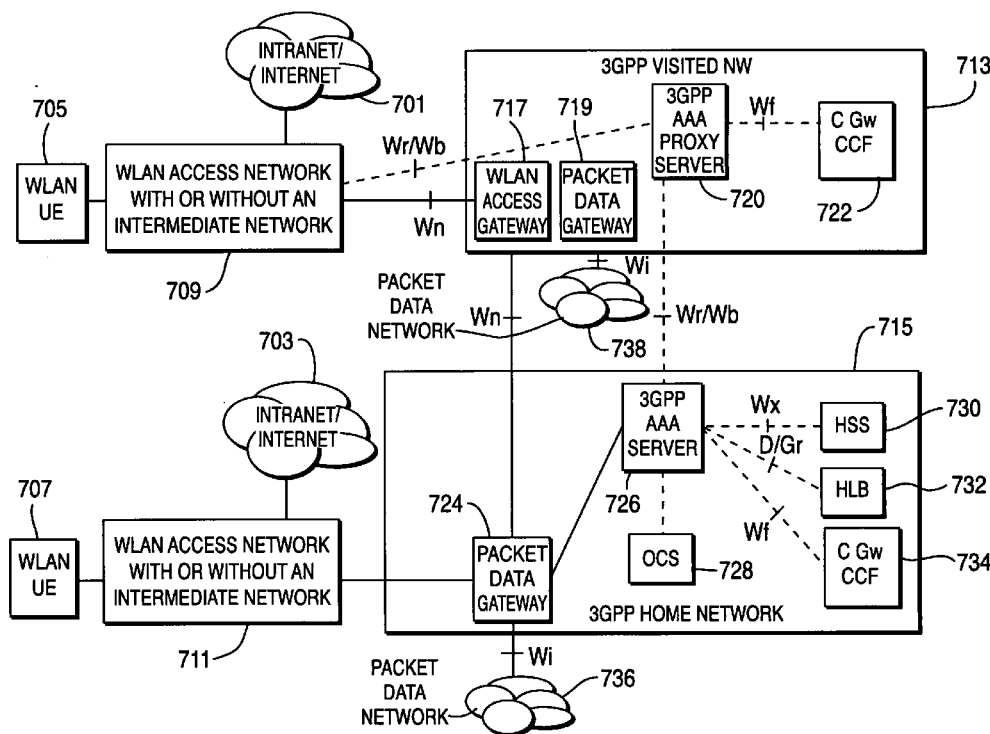 INTRANET/
INTERNET
701
705
WLAN
UE
WLAN ACCESS NETWORK
WITH OR WITHOUT AN
INTERMEDIATE NETWORK
709
Wr/Wb
Wn
3GPP VISITED NW
713
717
WLAN
ACCESS
GATEWAY
719
PACKET
DATA
GATEWAY
3GPP
AAA
PROXY
SERVER
720
Wf
C Gw
CCF
722
Wi
PACKET
DATA
NETWORK
738
Wn
Wr/Wb
715
703
INTRANET/
INTERNET
707
WLAN
UE
WLAN ACCESS NETWORK
WITH OR WITHOUT AN
INTERMEDIATE NETWORK
711
724
PACKET
DATA
GATEWAY
3GPP
AAA
SERVER
726
OCS
728
Wx
HSS
730
D/Gr
HLB
732
Wf
C Gw
CCF
734
3GPP HOME NETWORK
Wi
PACKET
DATA
NETWORK
736